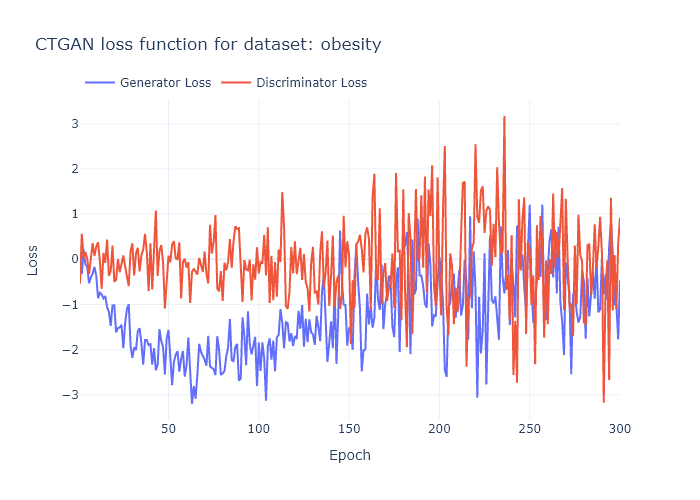 CTGAN loss function for dataset: obesity
Generator Loss
Discriminator Loss
3
2
1
0
−1
−2
−3
Loss
50
100
150
200
250
300
Epoch